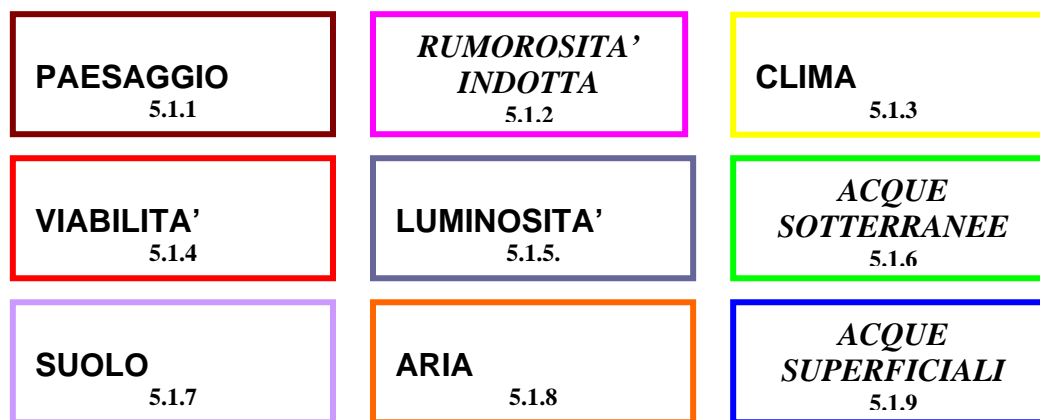 PAESAGGIO
5.1.1
RUMOROSITA’
INDOTTA
5.1.2
CLIMA
5.1.3
VIABILITA’
5.1.4
LUMINOSITA’
5.1.5.
ACQUE
SOTTERRANEE
5.1.6
SUOLO
5.1.7
ARIA
5.1.8
ACQUE
SUPERFICIALI
5.1.9